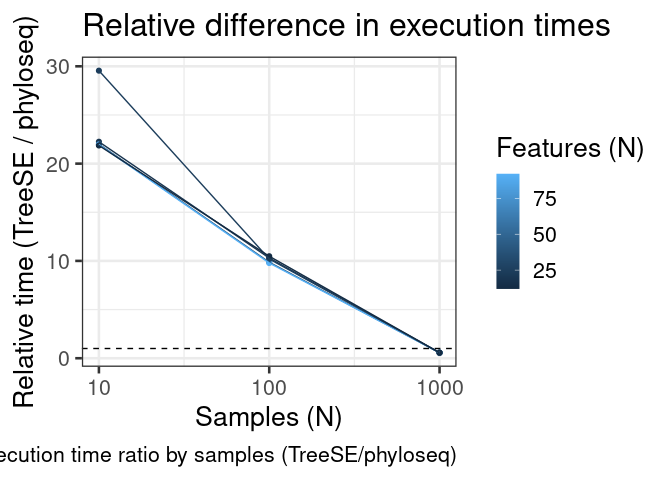 Relative difference in execution times
Relative time (TreeSE / phyloseq)
30
20
10
0
10
100
1000
Samples (N)
Features (N)
75
50
25
ecution time ratio by samples (TreeSE/phyloseq)